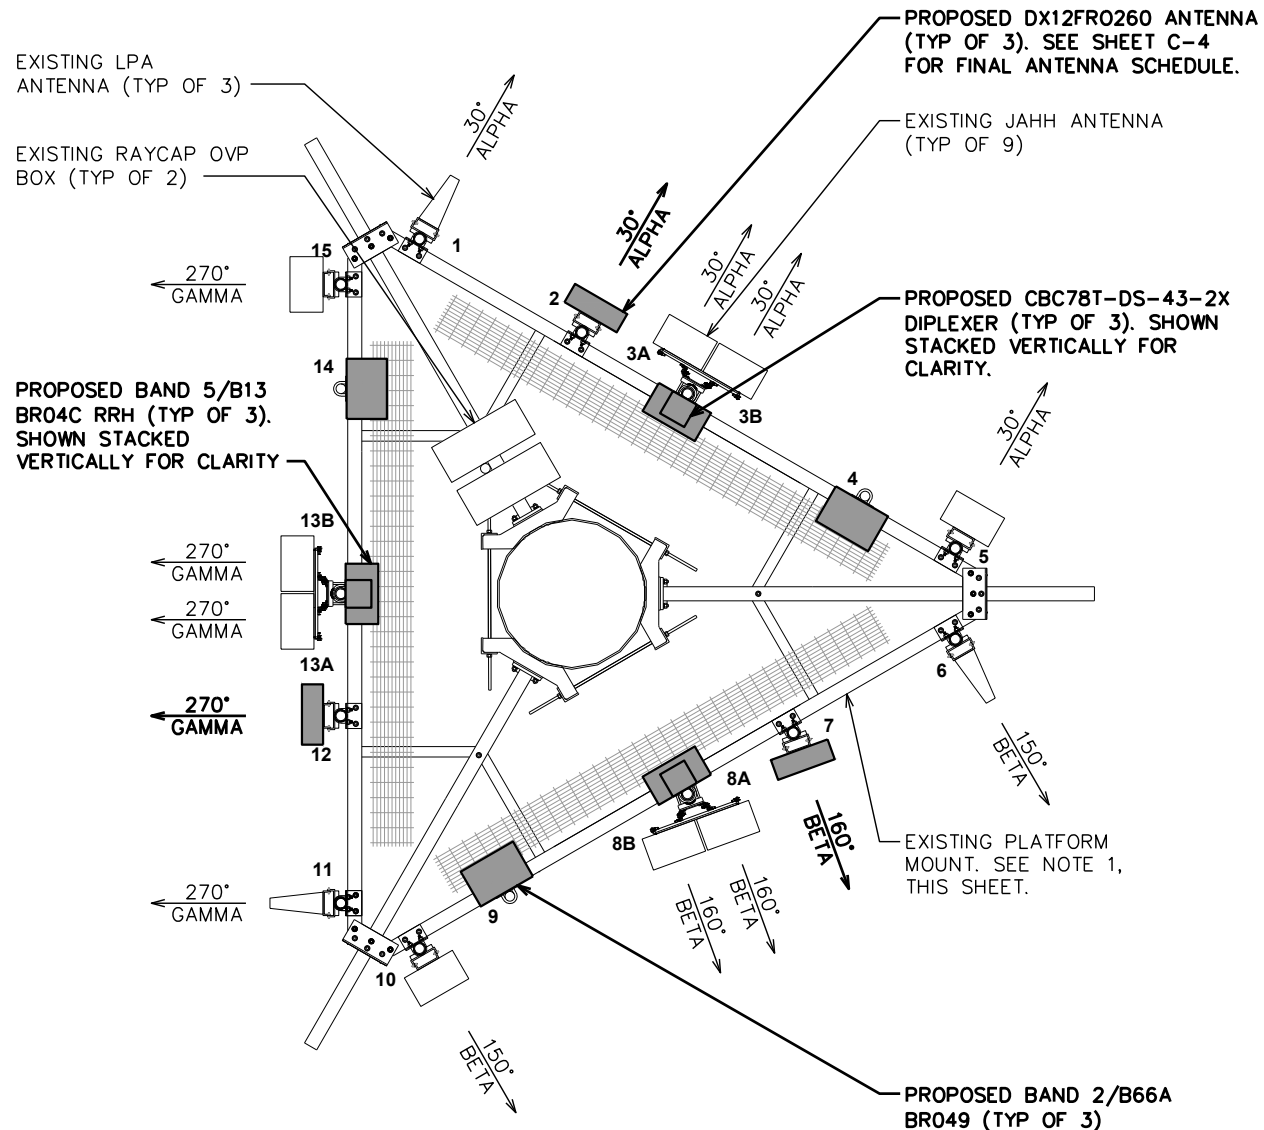 PROPOSED DX12FRO260 ANTENNA
(TYP OF 3). SEE SHEET C-4
FOR FINAL ANTENNA SCHEDULE.
EXISTING LPA
ANTENNA (TYP OF 3)
30°
ALPHA
EXISTING JAHH ANTENNA
(TYP OF 9)
EXISTING RAYCAP OVP
BOX (TYP OF 2)
30°
ALPHA
30°
ALPHA
30°
ALPHA
1
15
270°
GAMMA
2
PROPOSED CBC78T-DS-43-2X
DIPLEXER (TYP OF 3). SHOWN
STACKED VERTICALLY FOR
CLARITY.
3A
3B
14
PROPOSED BAND 5/B13
BR04C RRH (TYP OF 3).
SHOWN STACKED
VERTICALLY FOR CLARITY
30°
ALPHA
4
13B
270°
GAMMA
5
270°
GAMMA
13A
6
270°
GAMMA
12
7
150°
BETA
8A
8B
160°
BETA
EXISTING PLATFORM
MOUNT. SEE NOTE 1,
THIS SHEET.
11
270°
GAMMA
160°
BETA
160°
BETA
9
10
150°
BETA
PROPOSED BAND 2/B66A
BR049 (TYP OF 3)